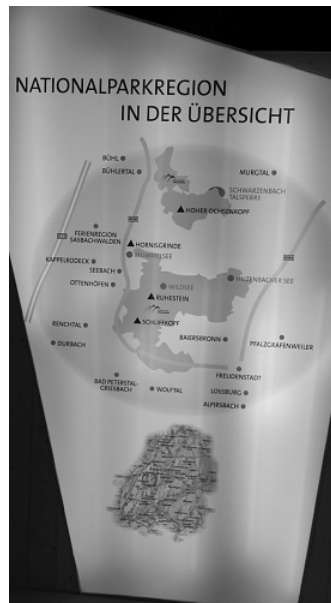 NATIONALPARKREGION
IN DER ÜBERSICHT
BÜHL
BÜHLERTAL
MURGTAL
SCHWARZENBACH
TALSPERRE
HOHER OCHSENKOPF
FERIENREGION
SASBACHWALDEN
HORNISGRINDE
MUMMELSEE
KAPPELRODECK
SEEBACH
HUZENBACHER SEE
OTTENHÖFEN
WILDSEE
RUHESTEIN
RENCHTAL
SCHLIFFKOPF
DURBACH
BAIERSBRONN
PFALZGRAFENWEILER
BAD PETERSTAL-
GRIESBACH
WOLFTAL
FREUDENSTADT
LOSSBURG
ALPIRSBACH